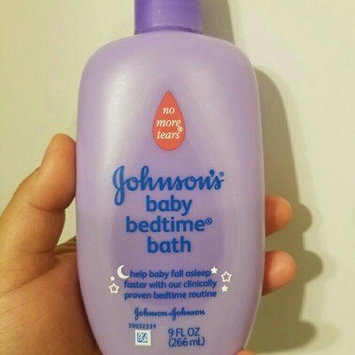 no
more
tears®
Johnson's®
baby
bedtime®
bath
help baby fall asleep
faster with our clinically
proven bedtime routine
Johnson & Johnson
30032339
9 FL OZ
(266 mL)